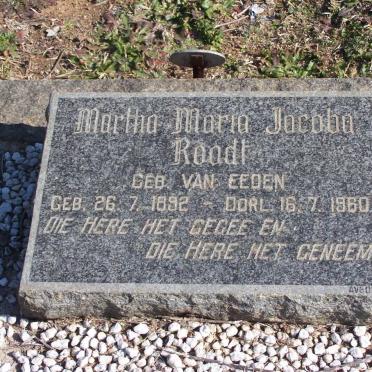 Martha Maria Jacoba
Raadt
GEB. VAN EEDEN
GEB. 26. 7. 1892 - OORL. 16. 7. 1960
DIE HERE HET GEGEE EN
DIE HERE HET GENEEM